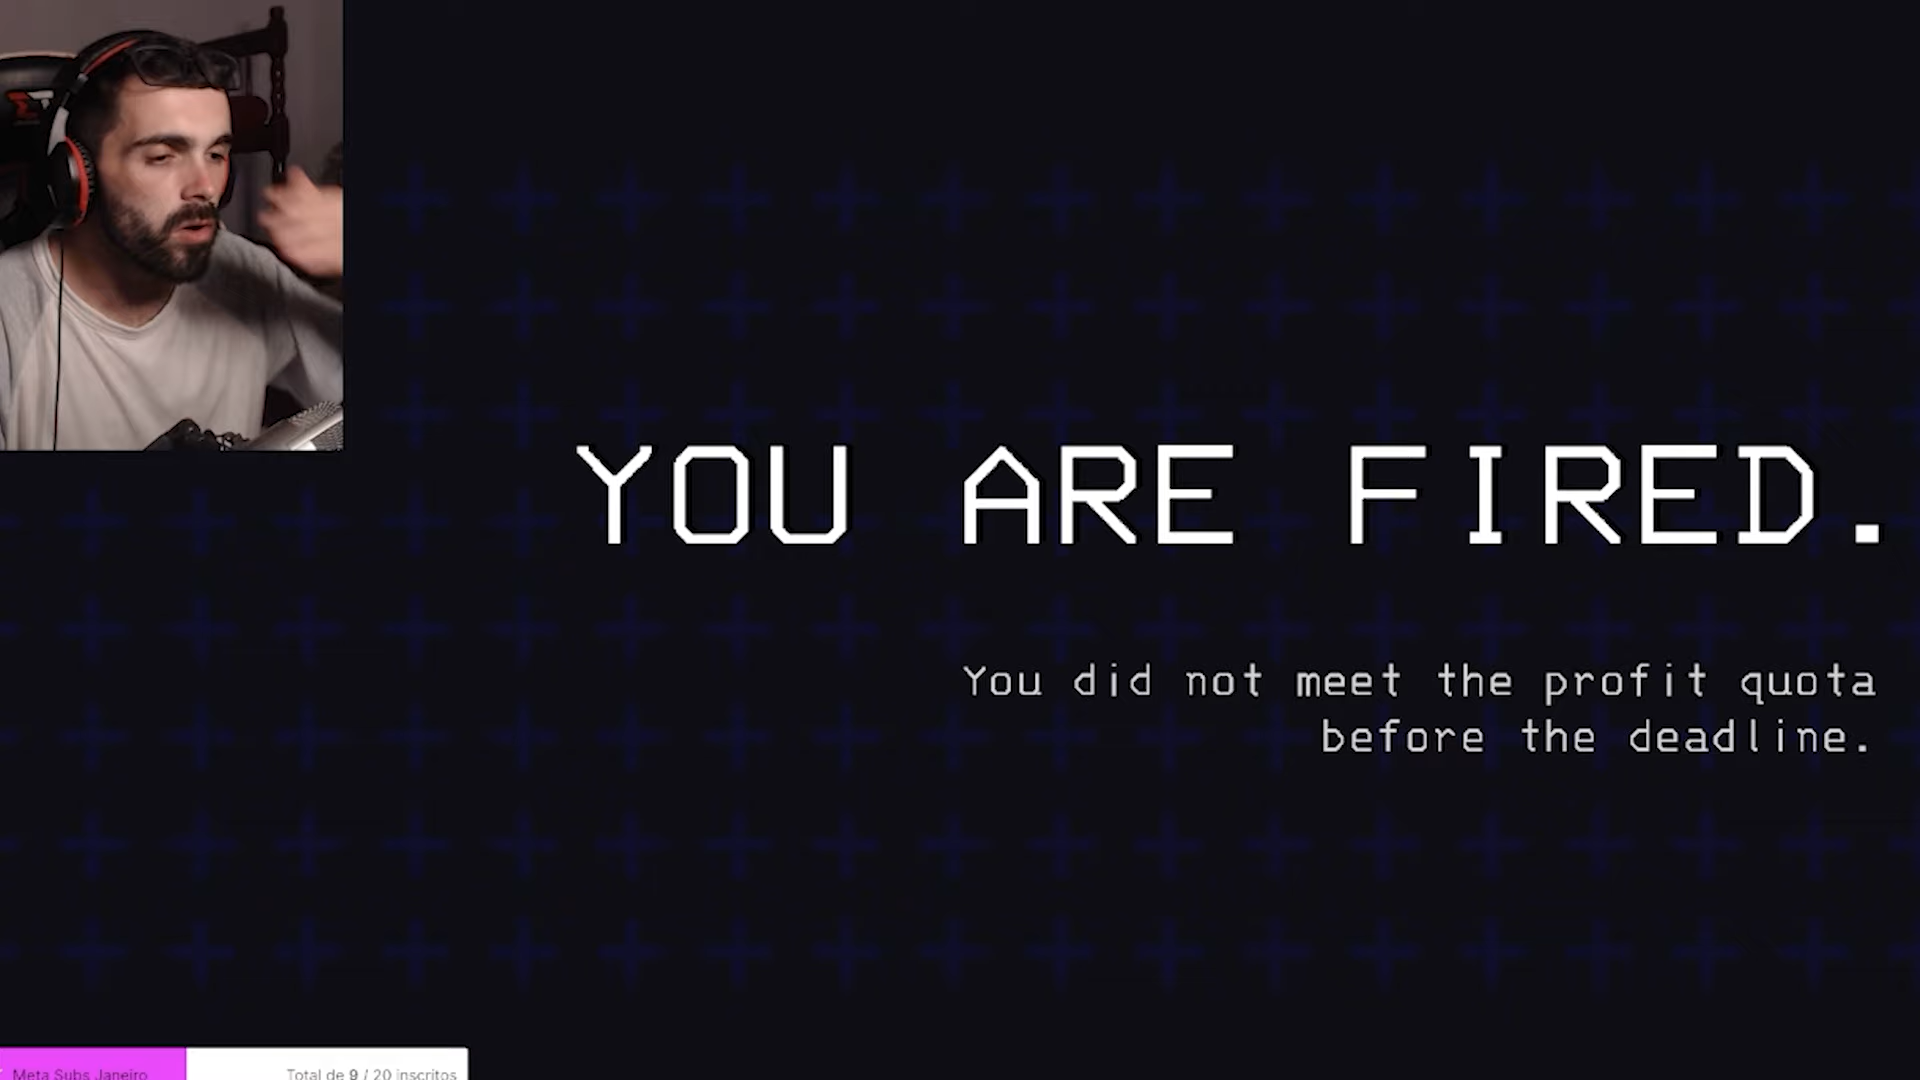 YOU ARE FIRED.
You did not meet the profit quota
before the deadline.
Meta Subs Janeiro
Total de 9 / 20 inscritos